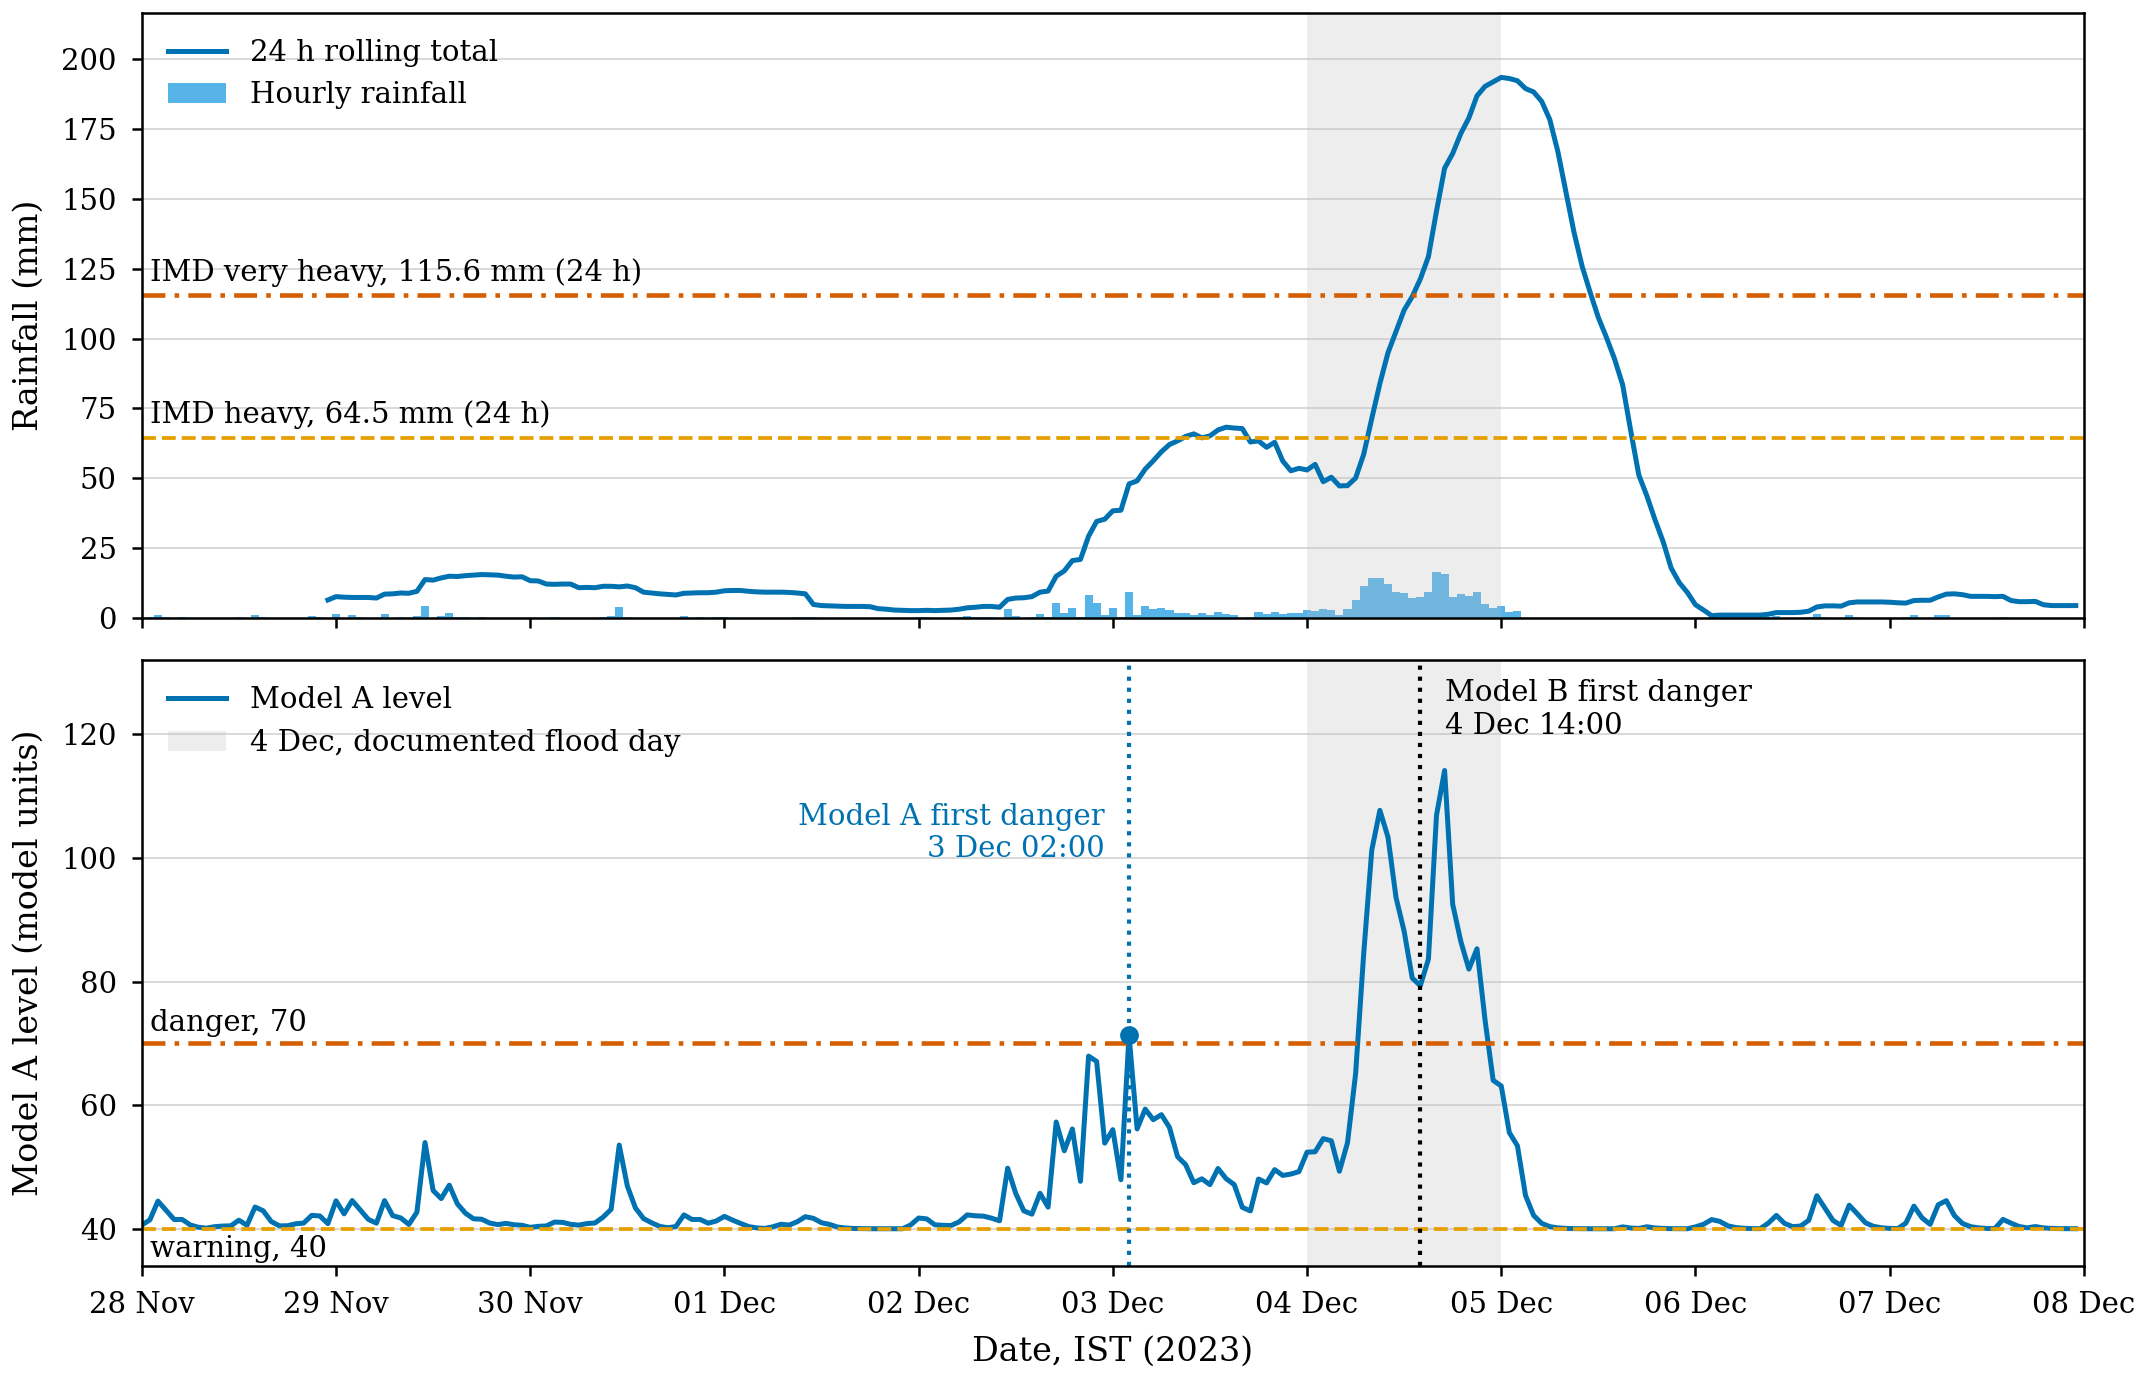 24 h rolling total
Hourly rainfall
200
175
150
125
100
75
50
25
0
Rainfall (mm)
IMD very heavy, 115.6 mm (24 h)
IMD heavy, 64.5 mm (24 h)
Model A level
4 Dec, documented flood day
Model B first danger
4 Dec 14:00
Model A first danger
3 Dec 02:00
120
100
80
60
40
Model A level (model units)
danger, 70
warning, 40
28 Nov 29 Nov 30 Nov 01 Dec 02 Dec 03 Dec 04 Dec 05 Dec 06 Dec 07 Dec 08 Dec
Date, IST (2023)